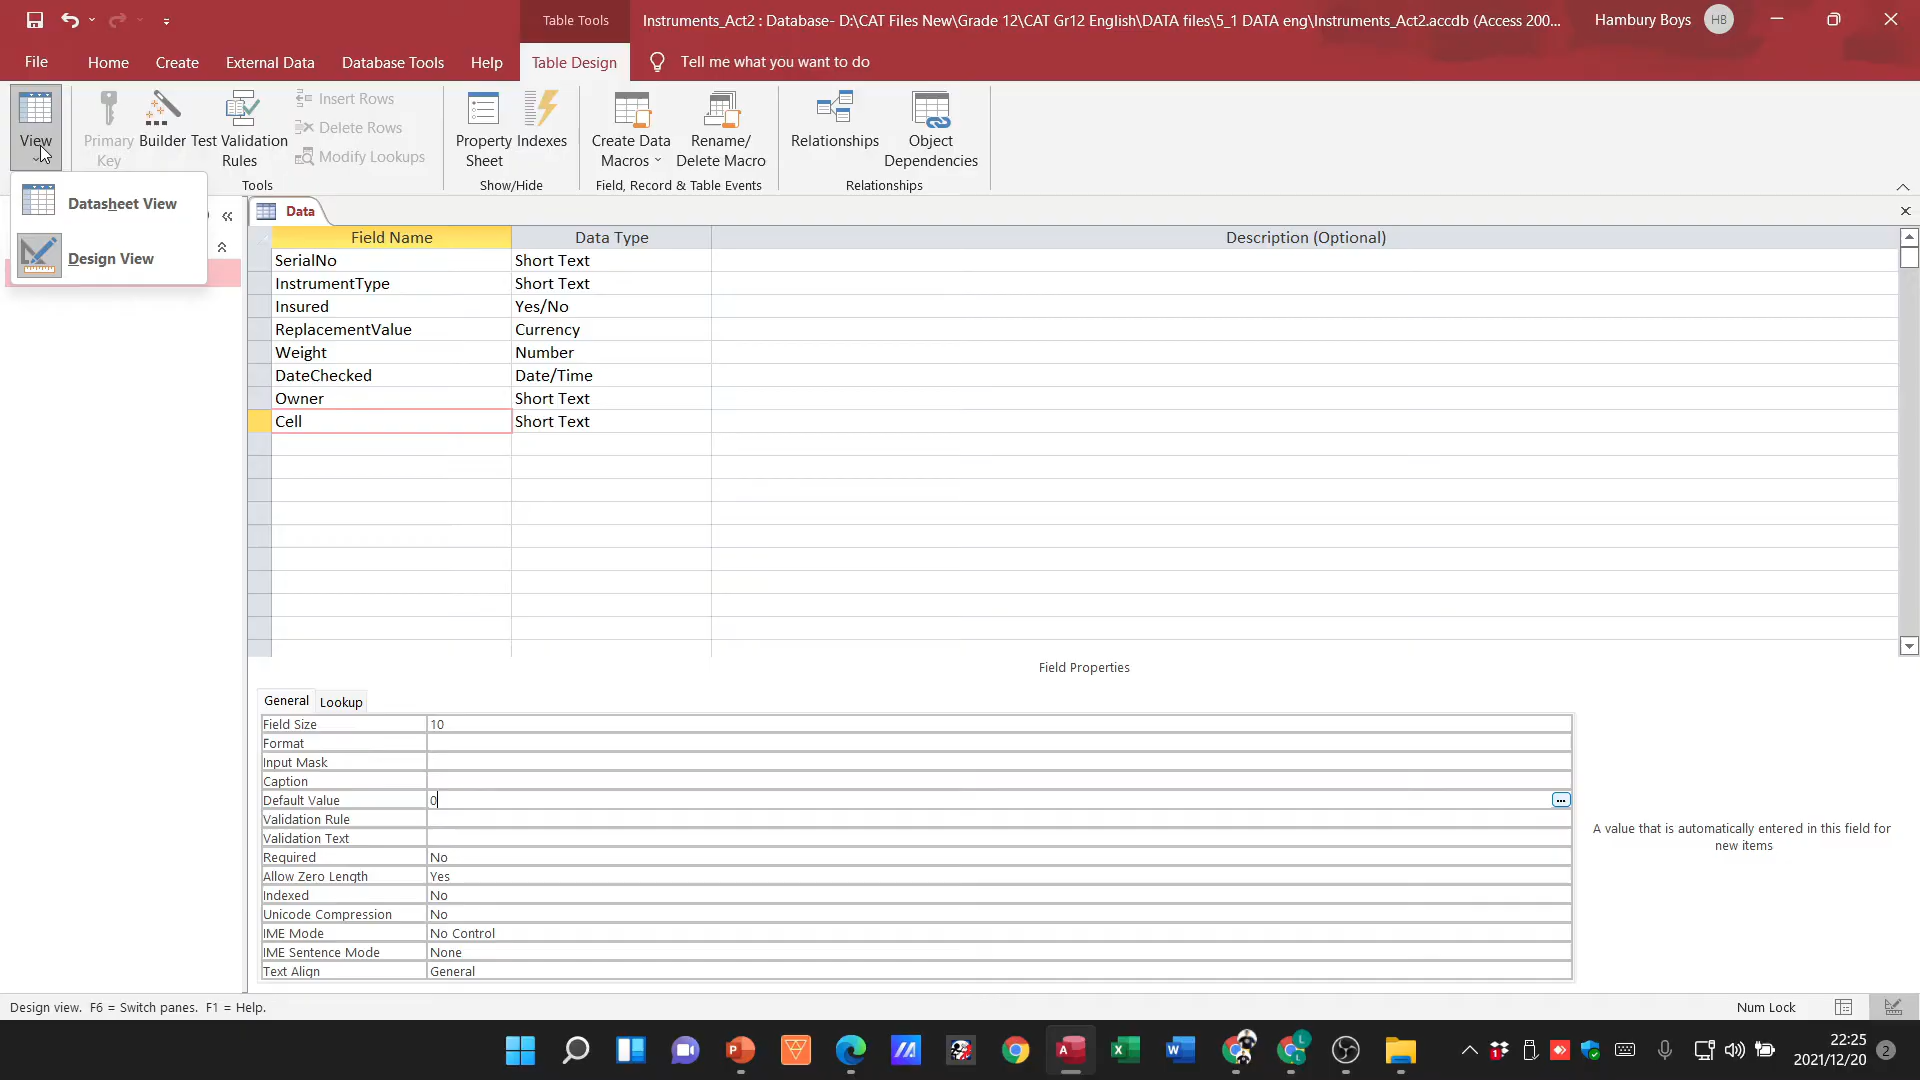 Table Tools
Instruments_Act2 : Database- D:\CAT Files New\Grade 12\CAT Gr12 English\DATA files\5_1 DATA eng\Instruments_Act2.accdb (Access 200...
Hambury Boys
HB
File
Home
Create
External Data
Database Tools
Help
Table Design
Tell me what you want to do
View
Primary
Key
Builder
Test Validation
Rules
Insert Rows
Delete Rows
Modify Lookups
Property
Sheet
Indexes
Create Data
Macros
Rename/
Delete Macro
Relationships
Object
Dependencies
Tools
Show/Hide
Field, Record & Table Events
Relationships
Datasheet View
Design View
Data
Field Name Data Type Description (Optional)
SerialNo Short Text
InstrumentType Short Text
Insured Yes/No
ReplacementValue Currency
Weight Number
DateChecked Date/Time
Owner Short Text
Cell Short Text
Field Properties
General Lookup
Field Size 10
Format
Input Mask
Caption
Default Value 0
Validation Rule
Validation Text
Required No
Allow Zero Length Yes
Indexed No
Unicode Compression No
IME Mode No Control
IME Sentence Mode None
Text Align General
A value that is automatically entered in this field for
new items
Design view. F6 = Switch panes. F1 = Help.
Num Lock
22:25
2021/12/20
2